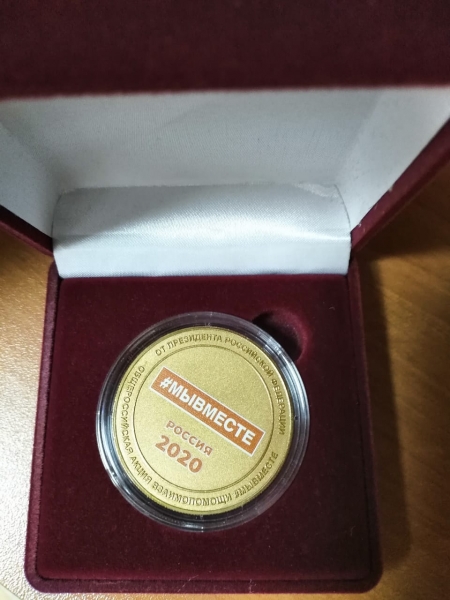 ОТ ПРЕЗИДЕНТА РОССИЙСКОЙ ФЕДЕРАЦИИ
#МЫВМЕСТЕ
РОССИЯ
2020
ОБЩЕРОССИЙСКАЯ АКЦИЯ ВЗАИМОПОМОЩИ #МЫВМЕСТЕ